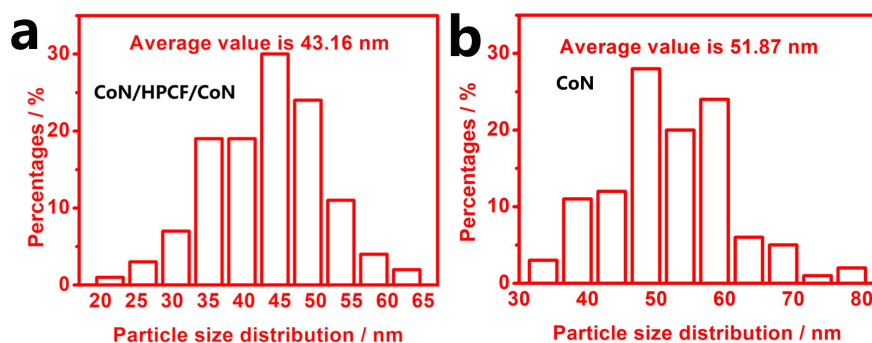 a
Average value is 43.16 nm
CoN/HPCF/CoN
Percentages / %
30
20
10
0
20 25 30 35 40 45 50 55 60 65
Particle size distribution / nm
b
Average value is 51.87 nm
CoN
Percentages / %
30
20
10
0
30 40 50 60 70 80
Particle size distribution / nm